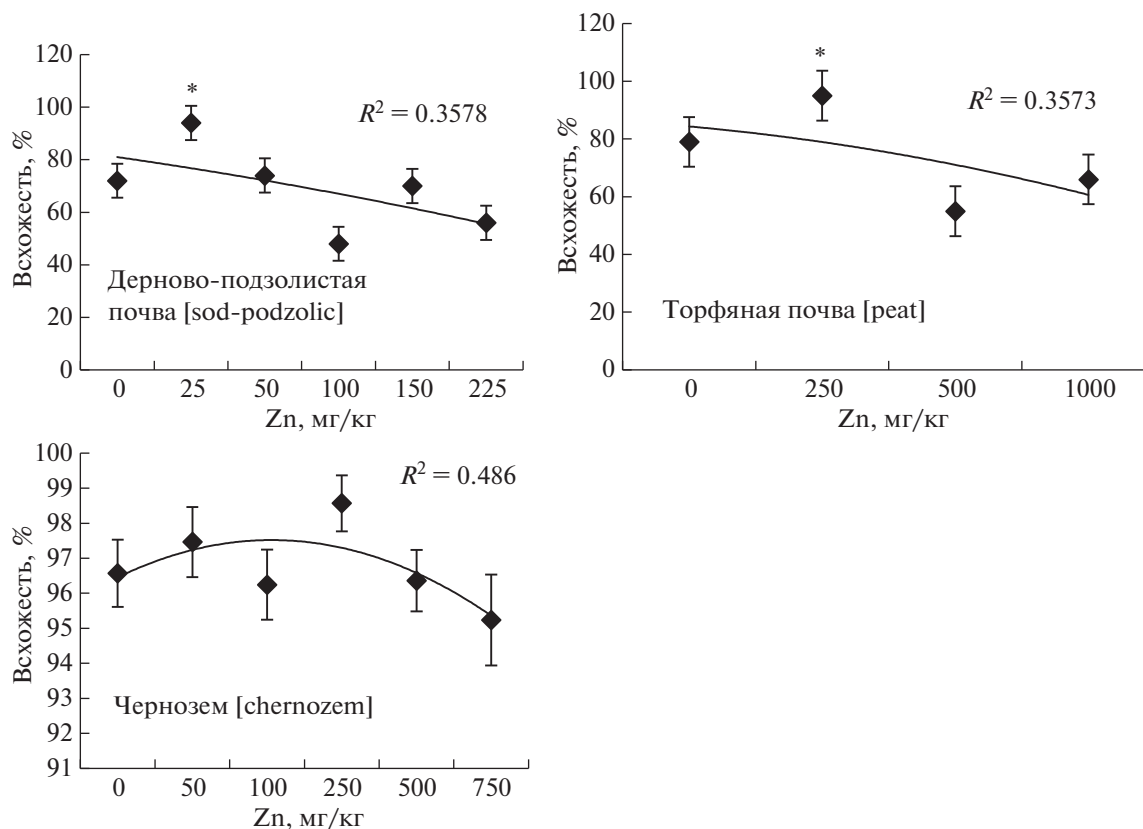 120
100
80
60
40
20
0
Всхожесть, %
*
R² = 0.3578
Дерново-подзолистая
почва [sod-podzolic]
0 25 50 100 150 225
Zn, мг/кг
120
100
80
60
40
20
0
Всхожесть, %
*
R² = 0.3573
Торфяная почва [peat]
0 250 500 1000
Zn, мг/кг
100
99
98
97
96
95
94
93
92
91
Всхожесть, %
R² = 0.486
Чернозем [chernozem]
0 50 100 250 500 750
Zn, мг/кг